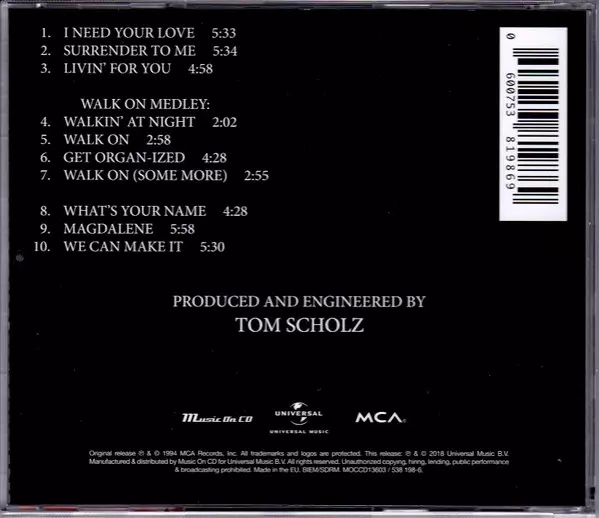 1. I NEED YOUR LOVE 5:33
2. SURRENDER TO ME 5:34
3. LIVIN' FOR YOU 4:58
WALK ON MEDLEY:
4. WALKIN' AT NIGHT 2:02
5. WALK ON 2:58
6. GET ORGAN-IZED 4:28
7. WALK ON (SOME MORE) 2:55
8. WHAT'S YOUR NAME 4:28
9. MAGDALENE 5:58
10. WE CAN MAKE IT 5:30
0 600753 819869
PRODUCED AND ENGINEERED BY
TOM SCHOLZ
Music On CD
UNIVERSAL
UNIVERSAL MUSIC
MCA
Original release ℗ & © 1994 MCA Records, Inc. All trademarks and logos are protected. This release: ℗ & © 2018 Universal Music B.V.
Manufactured & distributed by Music On CD for Universal Music B.V. All rights reserved. Unauthorized copying, hiring, lending, public performance
& broadcasting prohibited. Made in the EU. BIEM/SDRM. MOCCD13603 / 538 198-6.